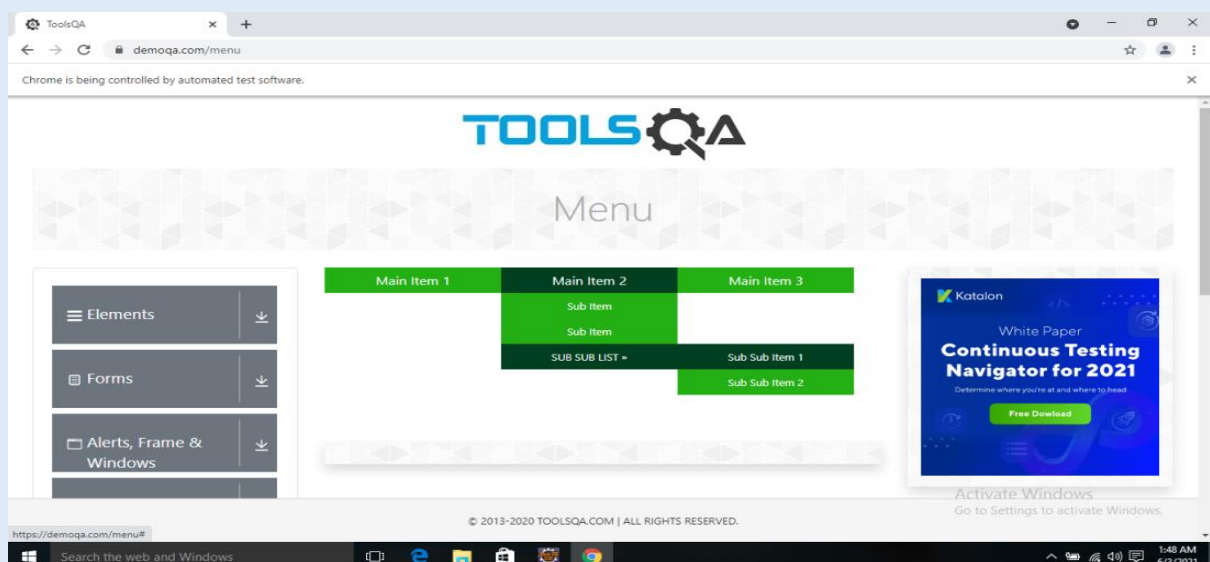 ToolsQA
demoqa.com/menu
Chrome is being controlled by automated test software.
TOOLSQA
Menu
Elements
Forms
Alerts, Frame &
Windows
Main Item 1 Main Item 2 Main Item 3
Sub Item
Sub Item
SUB SUB LIST » Sub Sub Item 1
Sub Sub Item 2
Katalon
White Paper
Continuous Testing
Navigator for 2021
Determine where you're at and where to head
Free Dowload
Activate Windows
Go to Settings to activate Windows.
© 2013-2020 TOOLSQA.COM | ALL RIGHTS RESERVED.
https://demoqa.com/menu#
Search the web and Windows
1:48 AM
6/3/2021